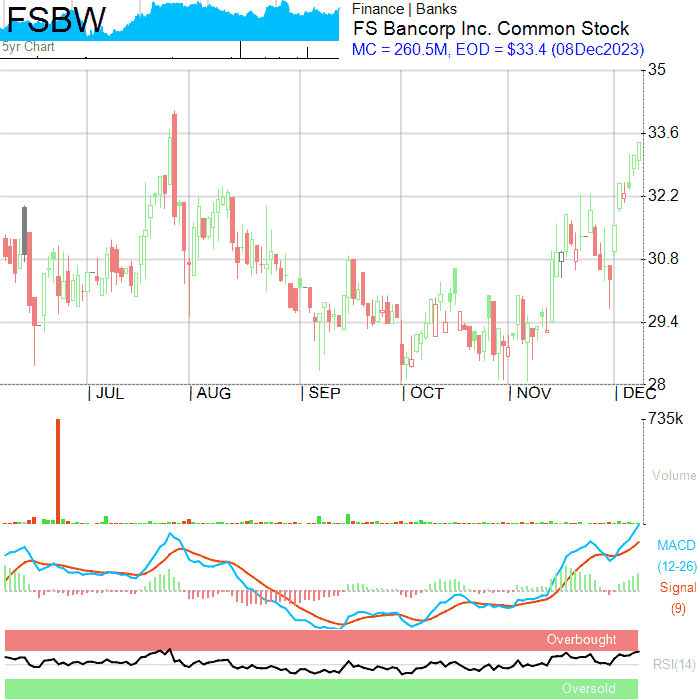 FSBW
5yr Chart
Finance | Banks
FS Bancorp Inc. Common Stock
MC = 260.5M, EOD = $33.4 (08Dec2023)
35
33.6
32.2
30.8
29.4
28
| JUL | AUG | SEP | OCT | NOV | DEC
735k
Volume
MACD
(12-26)
Signal
(9)
Overbought
RSI(14)
Oversold